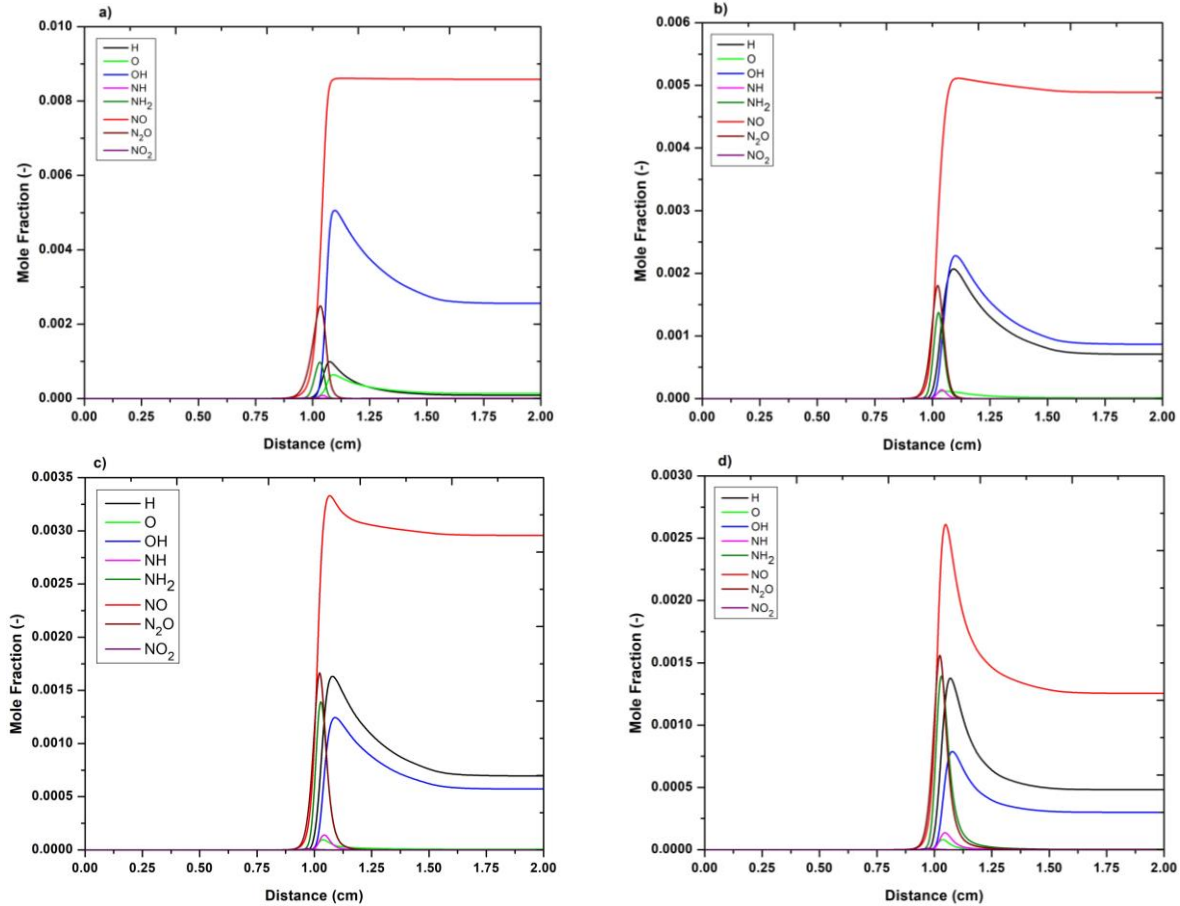 a)
H
O
OH
NH
NH2
NO
N2O
NO2
Mole Fraction (-)
0.010
0.008
0.006
0.004
0.002
0.000
0.00 0.25 0.50 0.75 1.00 1.25 1.50 1.75 2.00
Distance (cm)
b)
H
O
OH
NH
NH2
NO
N2O
NO2
Mole Fraction (-)
0.006
0.005
0.004
0.003
0.002
0.001
0.000
0.00 0.25 0.50 0.75 1.00 1.25 1.50 1.75 2.00
Distance (cm)
c)
H
O
OH
NH
NH2
NO
N2O
NO2
Mole Fraction (-)
0.0035
0.0030
0.0025
0.0020
0.0015
0.0010
0.0005
0.0000
0.00 0.25 0.50 0.75 1.00 1.25 1.50 1.75 2.00
Distance (cm)
d)
H
O
OH
NH
NH2
NO
N2O
NO2
Mole Fraction (-)
0.0030
0.0025
0.0020
0.0015
0.0010
0.0005
0.0000
0.00 0.25 0.50 0.75 1.00 1.25 1.50 1.75 2.00
Distance (cm)